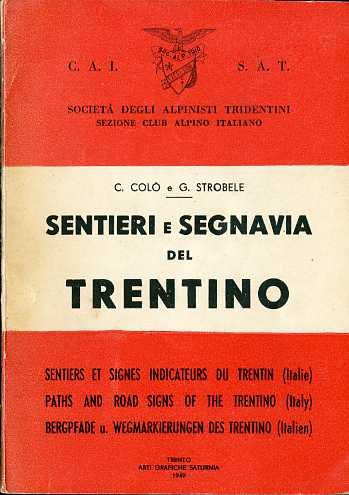 C. A. I. S. A. T.
SOCIETÀ DEGLI ALPINISTI TRIDENTINI
SEZIONE CLUB ALPINO ITALIANO
C. COLÒ e G. STROBELE
SENTIERI E SEGNAVIA
DEL
TRENTINO
SENTIERS ET SIGNES INDICATEURS DU TRENTIN (Italie)
PATHS AND ROAD SIGNS OF THE TRENTINO (Italy)
BERGPFADE u. WEGMARKIERUNGEN DES TRENTINO (Italien)
TRENTO
ARTI GRAFICHE SATURNIA
1949